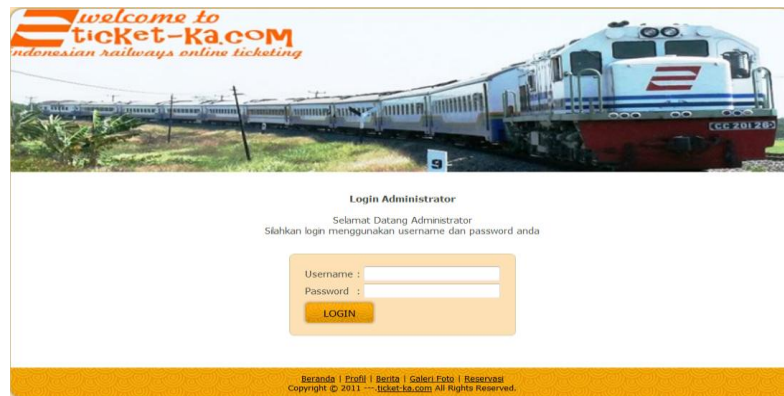 welcome to
ticket-ka.com
ndonesian railways online ticketing
CC 201 26
9
Login Administrator
Selamat Datang Administrator
Silahkan login menggunakan username dan password anda
Username :
Password :
LOGIN
Beranda | Profil | Berita | Galeri Foto | Reservasi
Copyright © 2011 ---.ticket-ka.com All Rights Reserved.